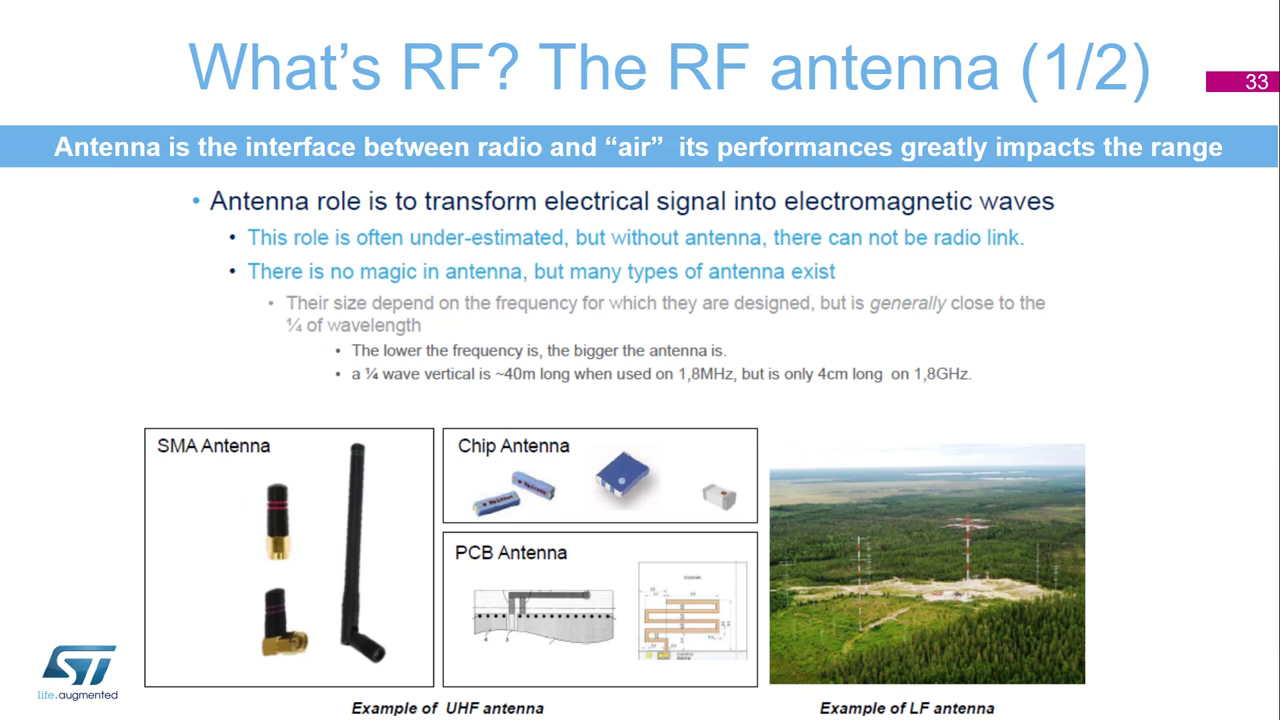 What's RF? The RF antenna (1/2)
33
Antenna is the interface between radio and “air”  its performances greatly impacts the range
• Antenna role is to transform electrical signal into electromagnetic waves
• This role is often under-estimated, but without antenna, there can not be radio link.
• There is no magic in antenna, but many types of antenna exist
• Their size depend on the frequency for which they are designed, but is generally close to the
¼ of wavelength
• The lower the frequency is, the bigger the antenna is.
• a ¼ wave vertical is ~40m long when used on 1,8MHz, but is only 4cm long  on 1,8GHz.
SMA Antenna
Chip Antenna
PCB Antenna
ST
life.augmented
Example of  UHF antenna
Example of LF antenna